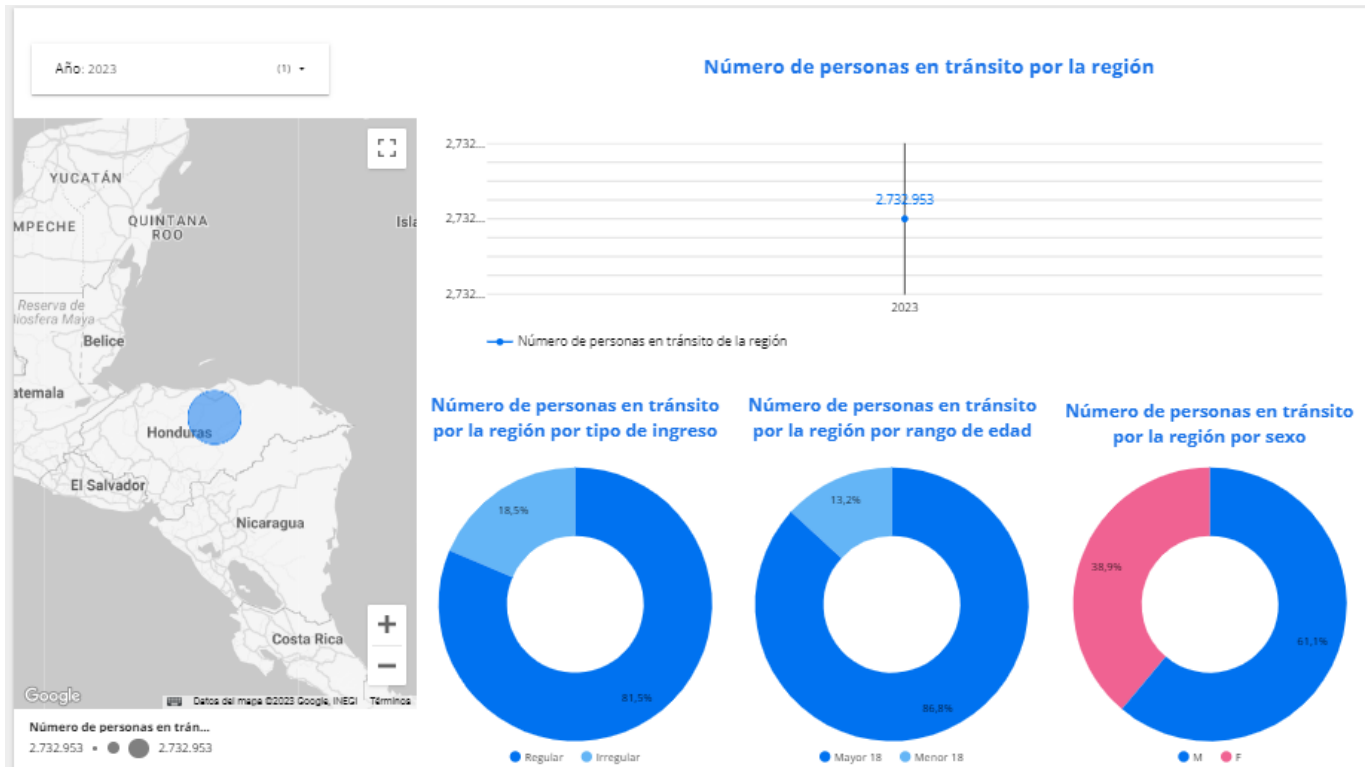 Año: 2023 (1)
Número de personas en tránsito por la región
YUCATÁN
MPECHE
QUINTANA
ROO
Isla
Reserva de
Biosfera Maya
Belice
atemala
Honduras
El Salvador
Nicaragua
Costa Rica
Google
Datos del mapa ©2023 Google, INEGI
Términos
Número de personas en trán...
2.732.953 2.732.953
2,732...
2.732.953
2,732...
2,732...
2023
Número de personas en tránsito de la región
Número de personas en tránsito
por la región por tipo de ingreso
18,5%
81,5%
Regular Irregular
Número de personas en tránsito
por la región por rango de edad
13,2%
86,8%
Mayor 18 Menor 18
Número de personas en tránsito
por la región por sexo
38,9%
61,1%
M F